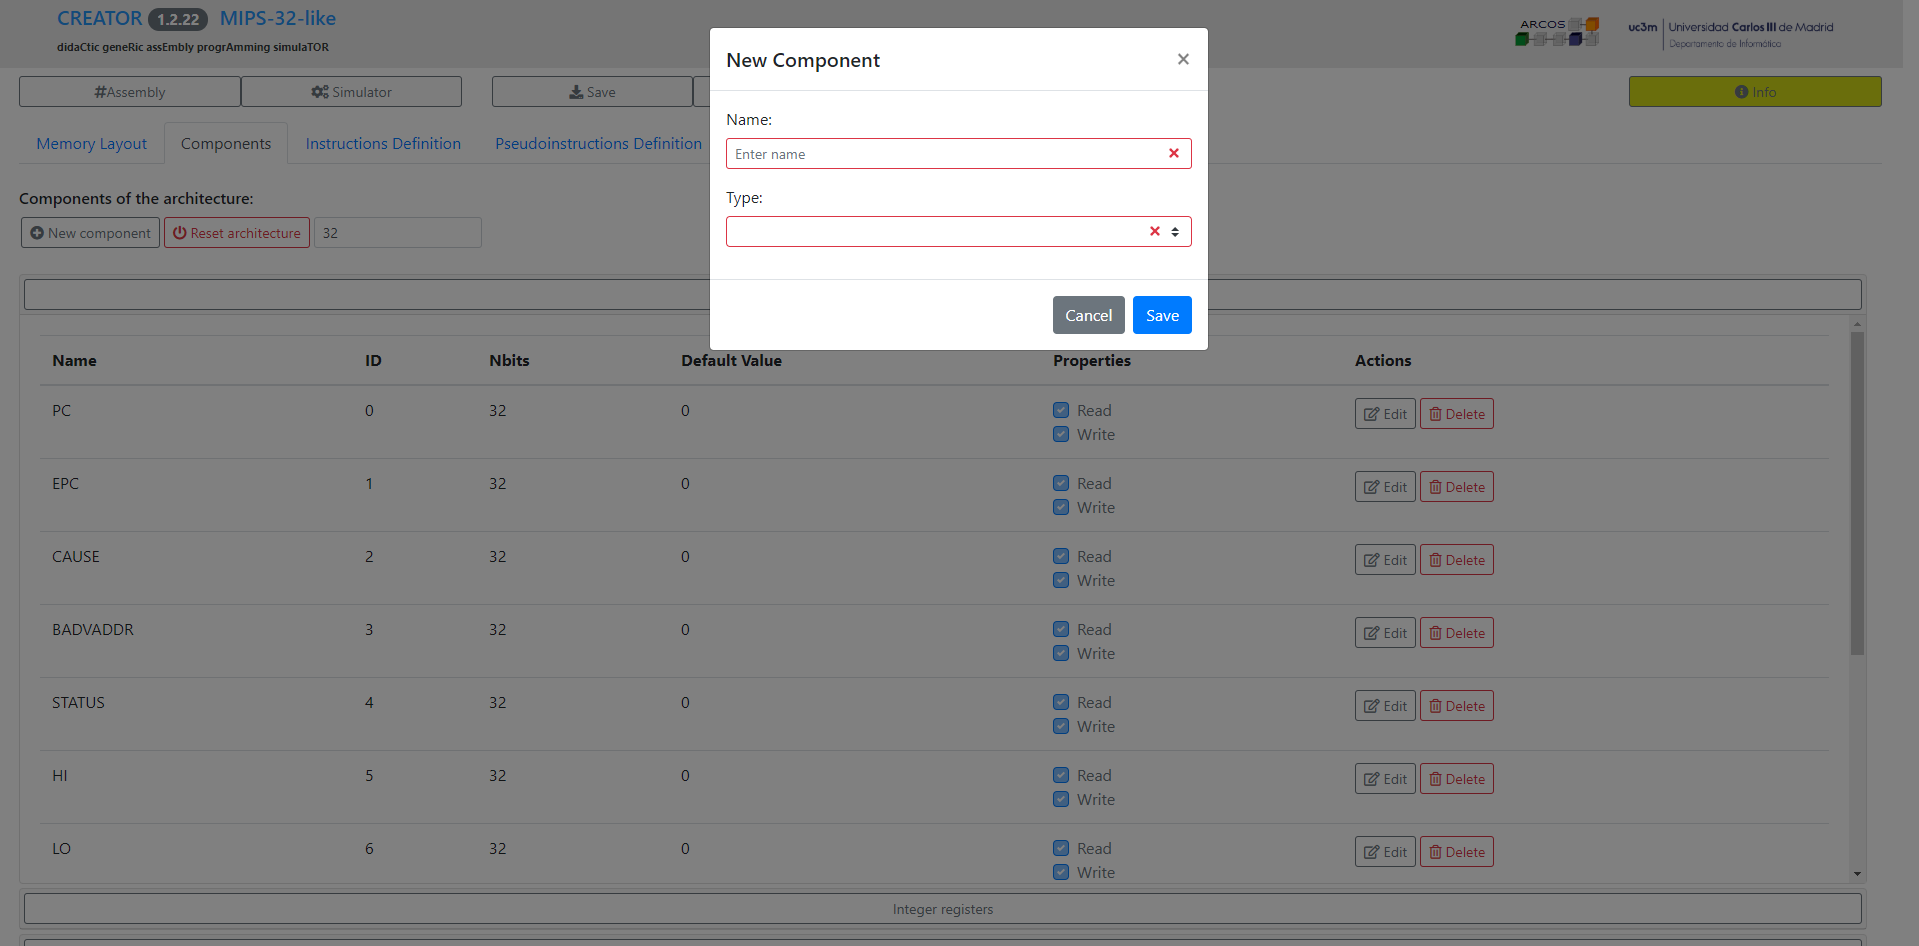 CREATOR 1.2.22 MIPS-32-like
didaCtic geneRic assEmbly progrAmming simulaTOR
ARCOS
uc3m Universidad Carlos III de Madrid
Departamento de Informática
#Assembly
Simulator
Save
Info
Memory Layout
Components
Instructions Definition
Pseudoinstructions Definition
Components of the architecture:
New component
Reset architecture
32
New Component
×
Name:
Enter name
Type:
Cancel
Save
Name ID Nbits Default Value Properties Actions
PC 0 32 0 Read Edit Delete
Write
EPC 1 32 0 Read Edit Delete
Write
CAUSE 2 32 0 Read Edit Delete
Write
BADVADDR 3 32 0 Read Edit Delete
Write
STATUS 4 32 0 Read Edit Delete
Write
HI 5 32 0 Read Edit Delete
Write
LO 6 32 0 Read Edit Delete
Write
Integer registers